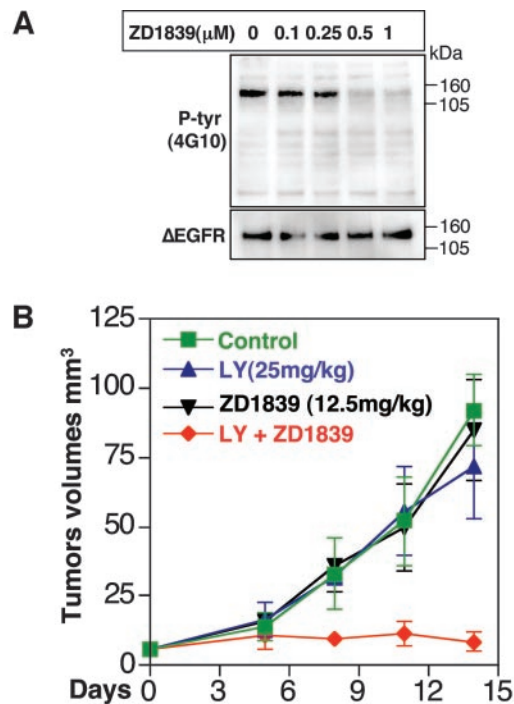 A
ZD1839(µM) 0 0.1 0.25 0.5 1
kDa
P-tyr
(4G10)
160
105
ΔEGFR
160
105
B
125
100
75
50
25
0
Tumors volumes mm³
Control
LY(25mg/kg)
ZD1839 (12.5mg/kg)
LY + ZD1839
Days 0 3 6 9 12 15